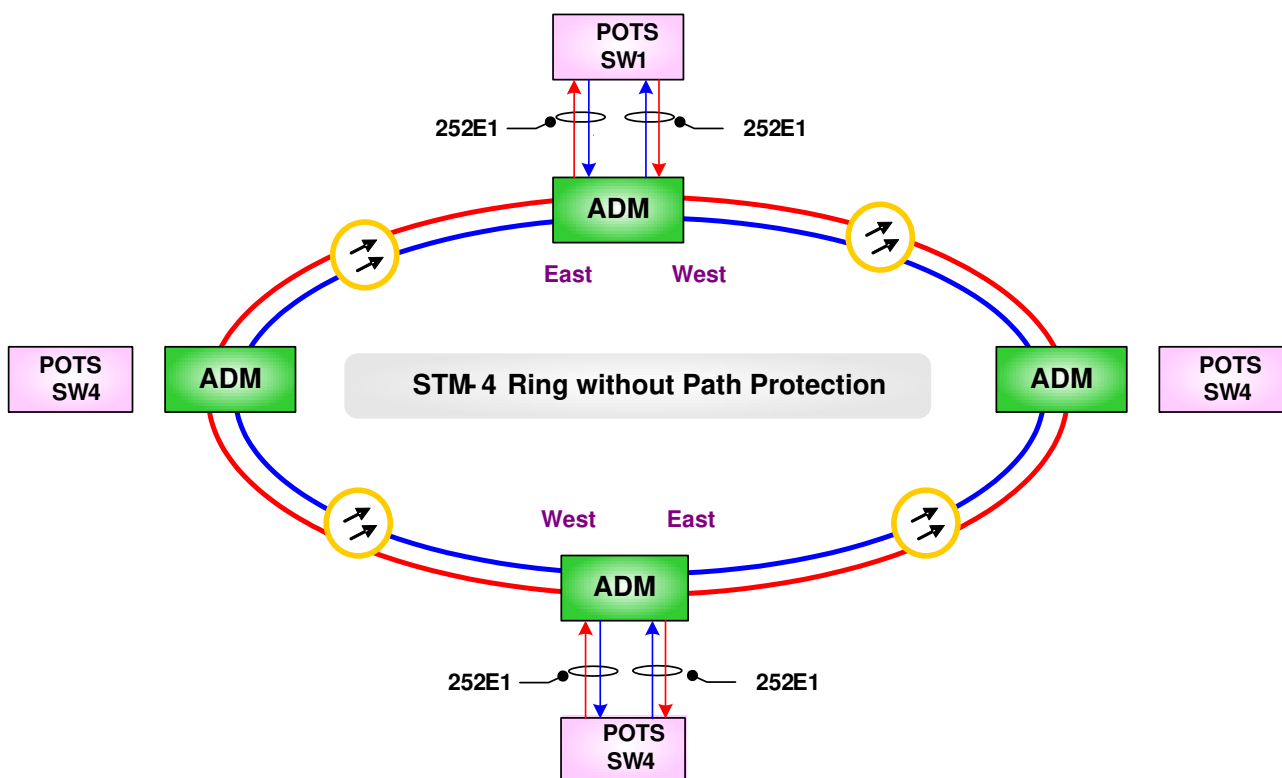 POTS
SW1
252E1
252E1
ADM
East
West
POTS
SW4
ADM
STM-4 Ring without Path Protection
ADM
POTS
SW4
West
East
ADM
252E1
252E1
POTS
SW4